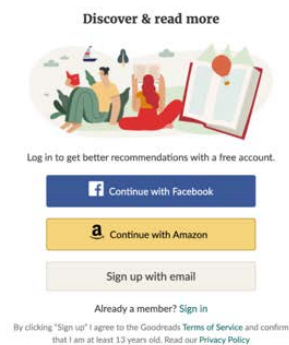 Discover & read more
Log in to get better recommendations with a free account.
f Continue with Facebook
a Continue with Amazon
Sign up with email
Already a member? Sign in
By clicking "Sign up" I agree to the Goodreads Terms of Service and confirm
that I am at least 13 years old. Read our Privacy Policy